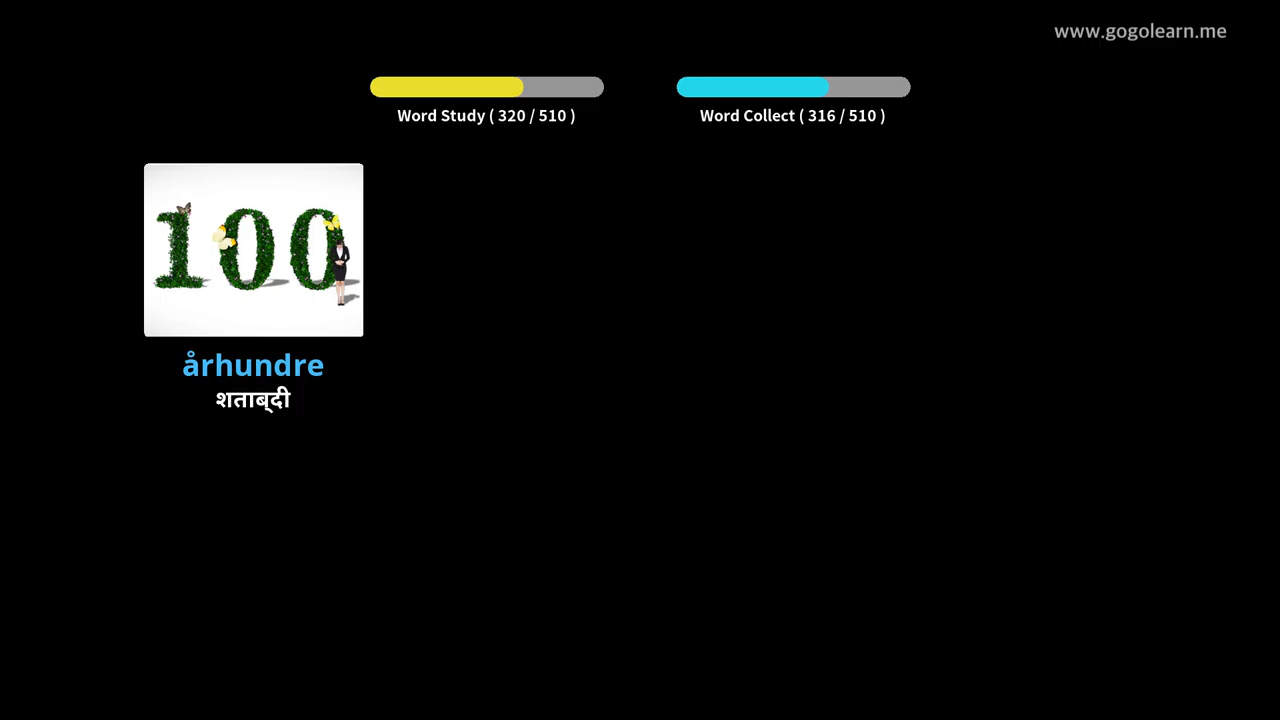 www.gogolearn.me
Word Study ( 320 / 510 )
Word Collect ( 316 / 510 )
100
århundre
शताब्दी